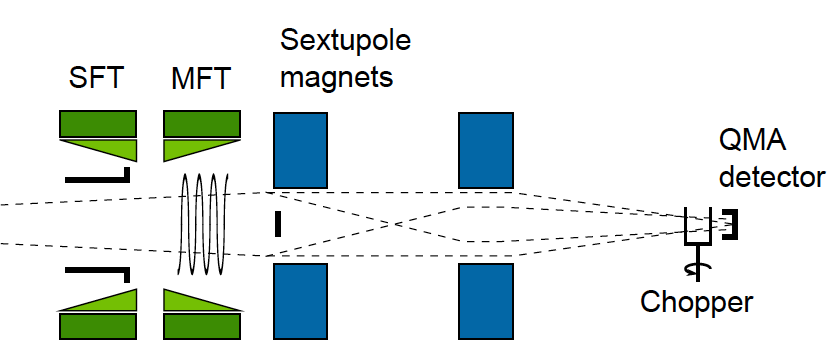 Sextupole
magnets
SFT
MFT
QMA
detector
Chopper